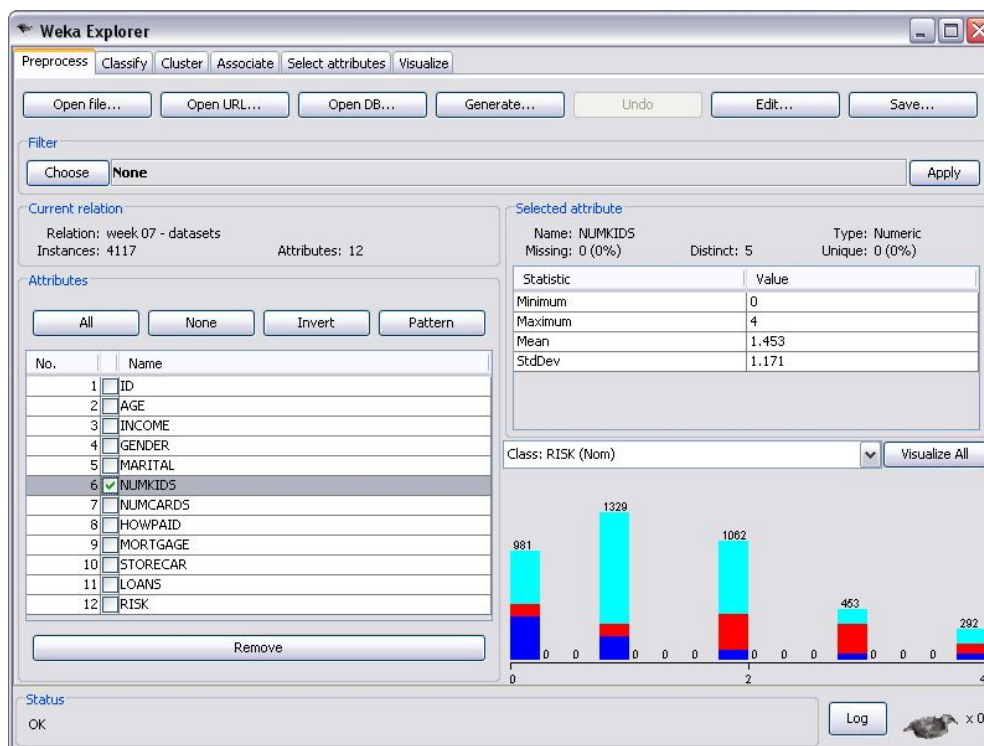 Weka Explorer
Preprocess Classify Cluster Associate Select attributes Visualize
Open file... Open URL... Open DB... Generate... Undo Edit... Save...
Filter
Choose None Apply
Current relation
Relation: week 07 - datasets
Instances: 4117 Attributes: 12
Attributes
All None Invert Pattern
No. Name
1 ID
2 AGE
3 INCOME
4 GENDER
5 MARITAL
6 NUMKIDS
7 NUMCARDS
8 HOWPAID
9 MORTGAGE
10 STORECAR
11 LOANS
12 RISK
Remove
Selected attribute
Name: NUMKIDS Type: Numeric
Missing: 0 (0%) Distinct: 5 Unique: 0 (0%)
Statistic Value
Minimum 0
Maximum 4
Mean 1.453
StdDev 1.171
Class: RISK (Nom) Visualize All
1329
1062
981
453
292
0 0 0 0 0 0 0 0 0 0 0
0 2 4
Status
OK
Log x 0